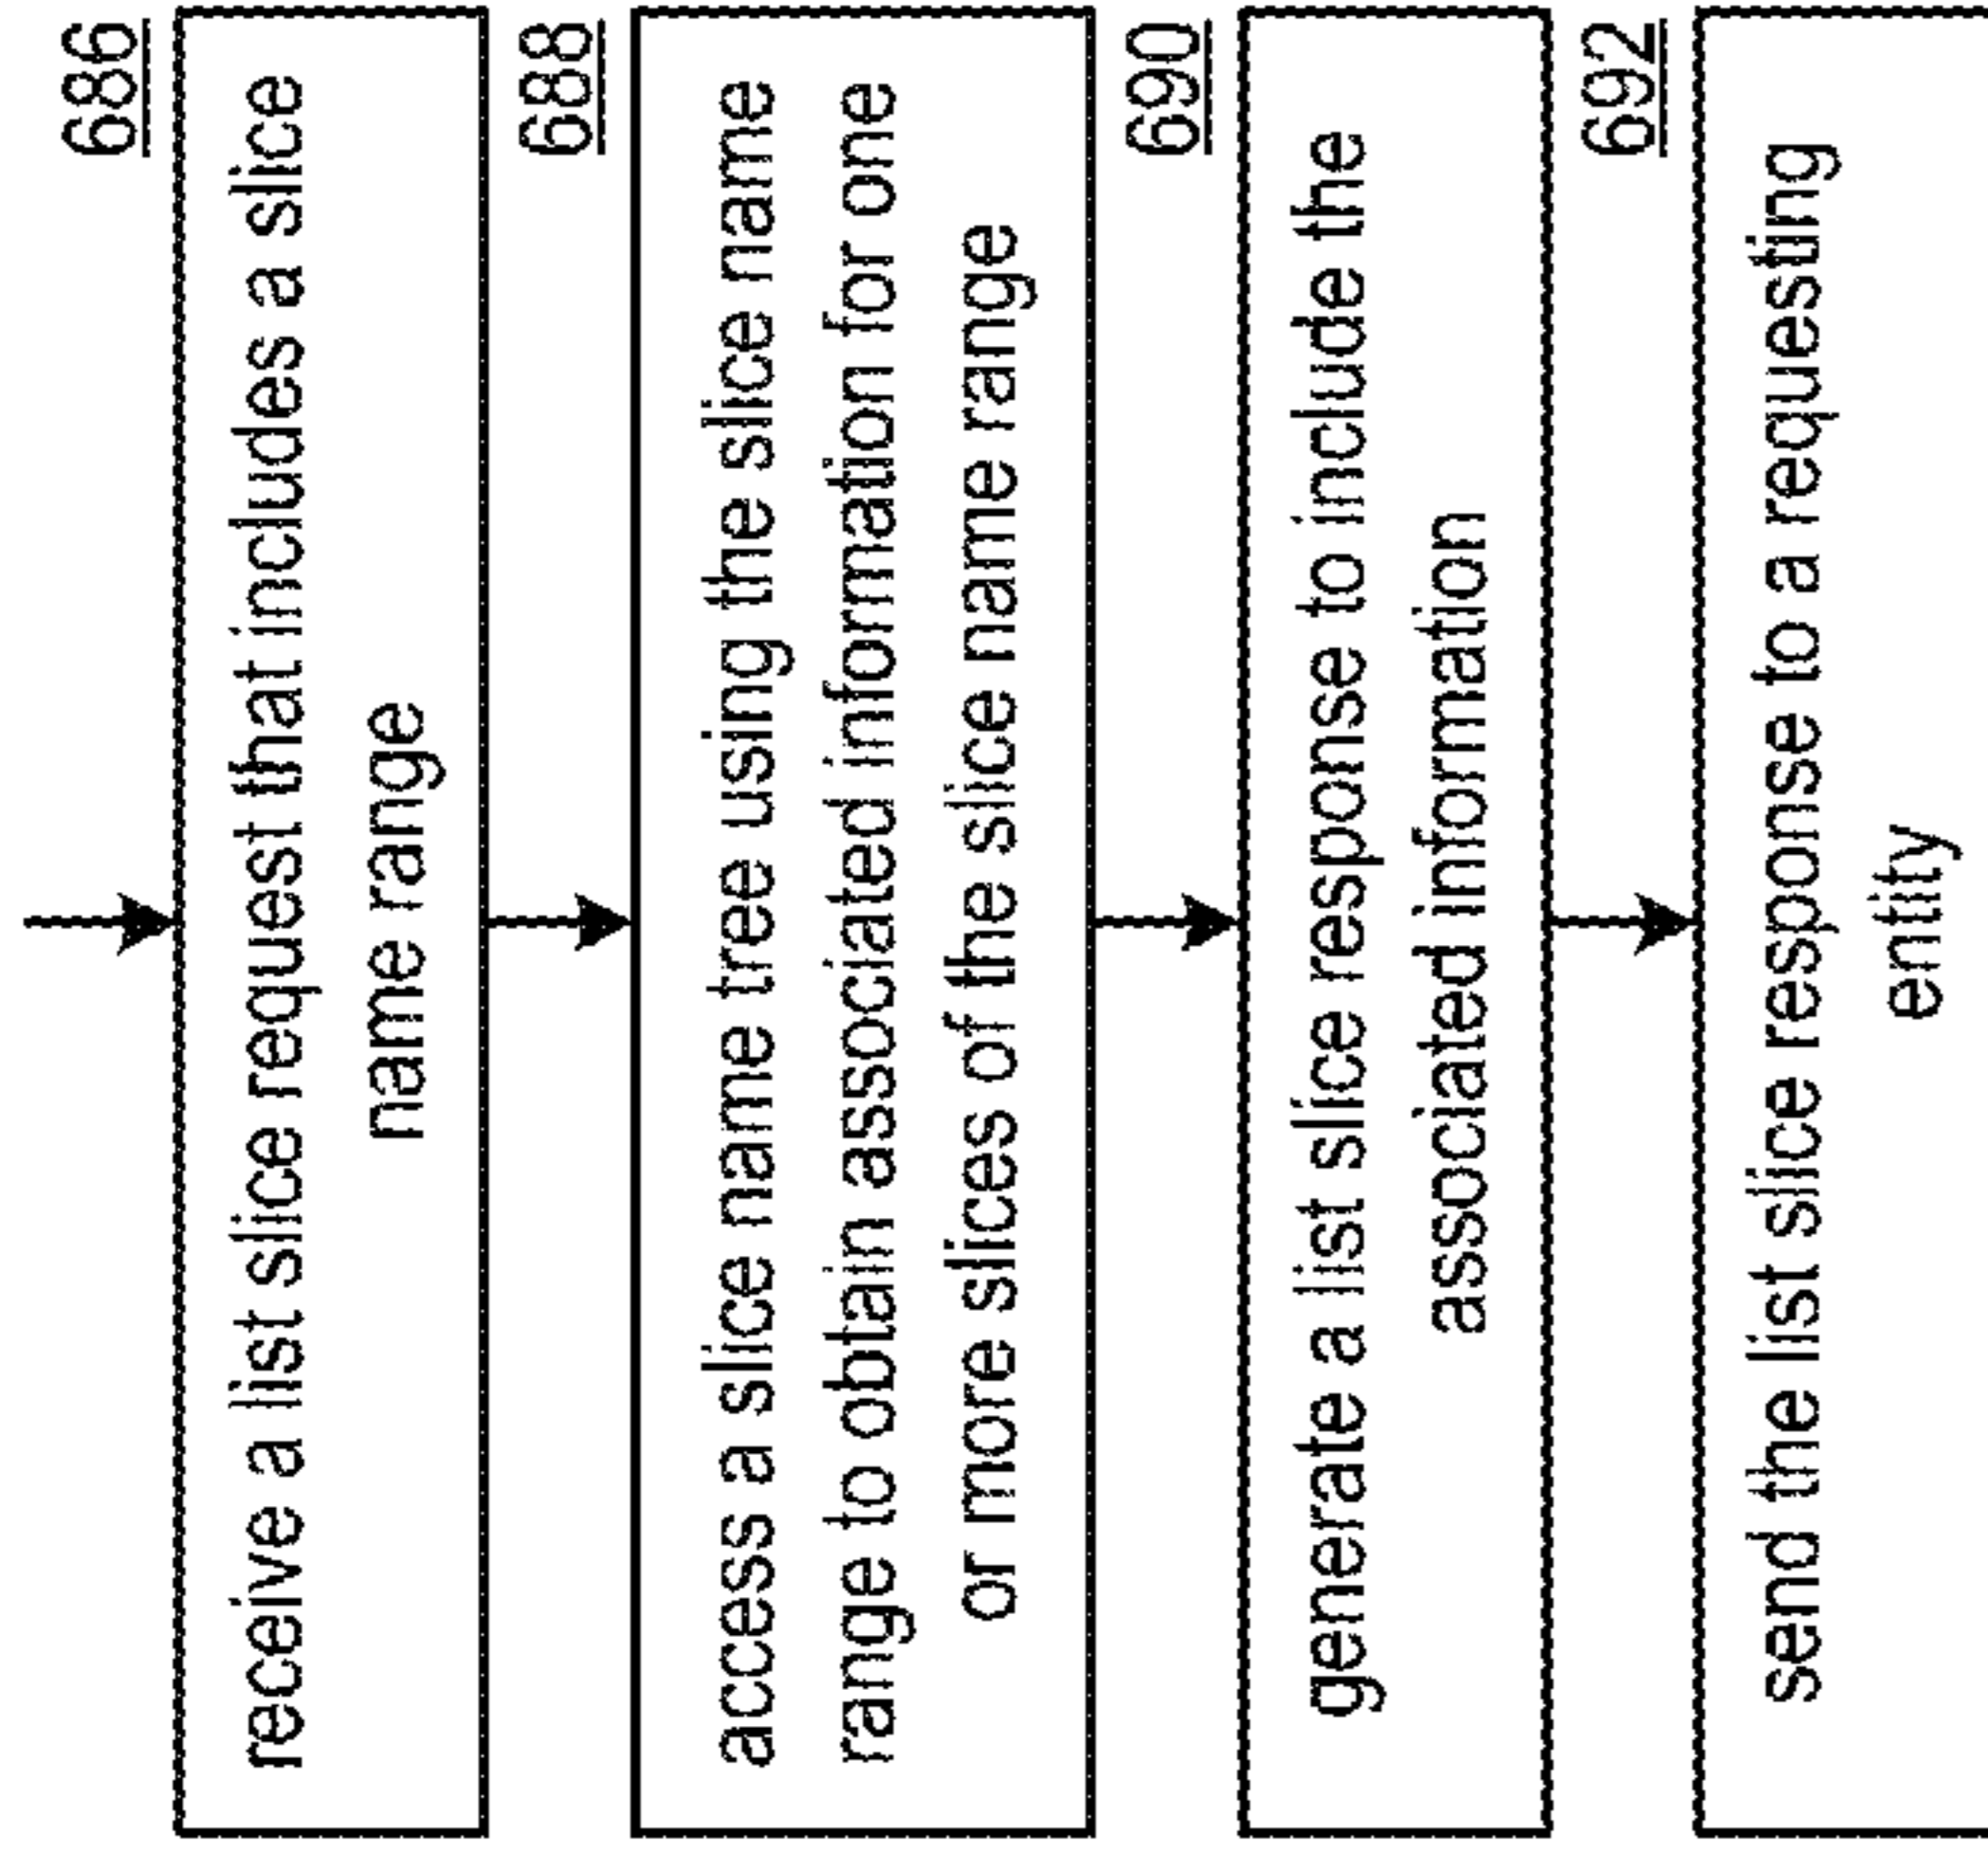 686
receive a list slice request that includes a slice
name range
688
access a slice name tree using the slice name
range to obtain associated information for one
or more slices of the slice name range
690
generate a list slice response to include the
associated information
692
send the list slice response to a requesting
entity